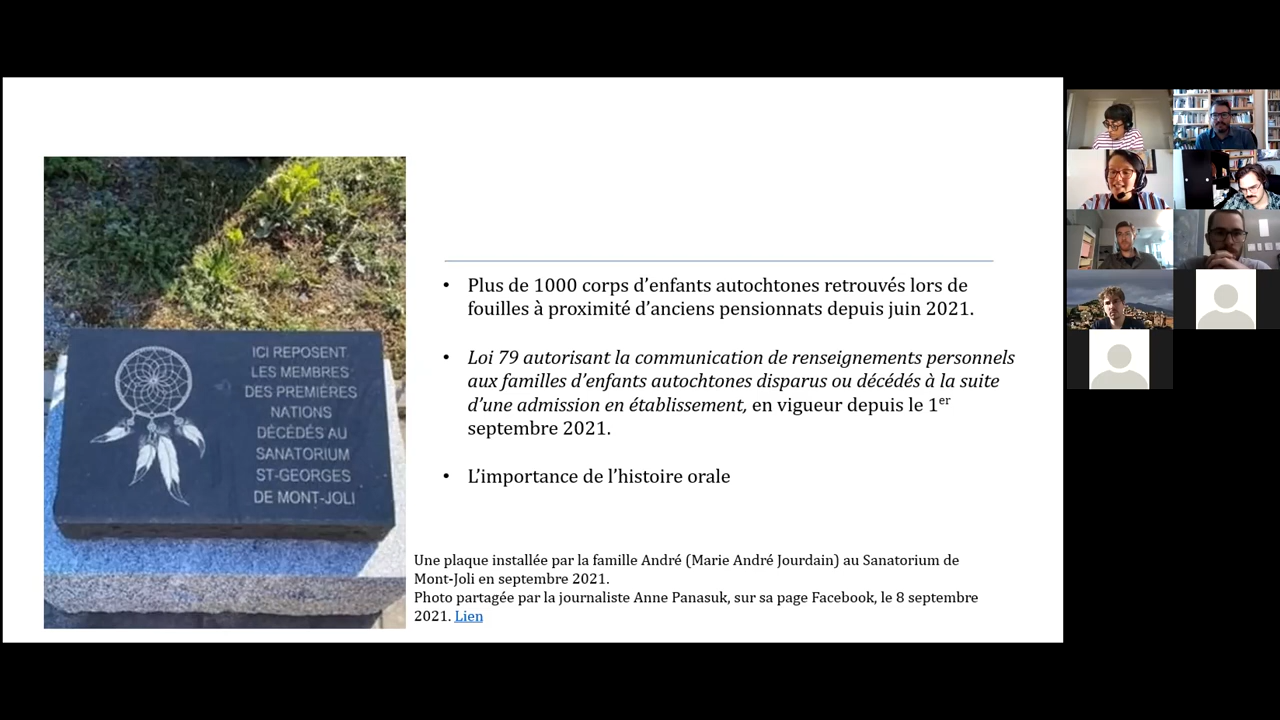 ICI REPOSENT
LES MEMBRES
DES PREMIÈRES
NATIONS
DÉCÉDÉS AU
SANATORIUM
ST-GEORGES
DE MONT-JOLI
• Plus de 1000 corps d’enfants autochtones retrouvés lors de
fouilles à proximité d’anciens pensionnats depuis juin 2021.
• Loi 79 autorisant la communication de renseignements personnels
aux familles d’enfants autochtones disparus ou décédés à la suite
d’une admission en établissement, en vigueur depuis le 1er
septembre 2021.
• L’importance de l’histoire orale
Une plaque installée par la famille André (Marie André Jourdain) au Sanatorium de
Mont-Joli en septembre 2021.
Photo partagée par la journaliste Anne Panasuk, sur sa page Facebook, le 8 septembre
2021. Lien